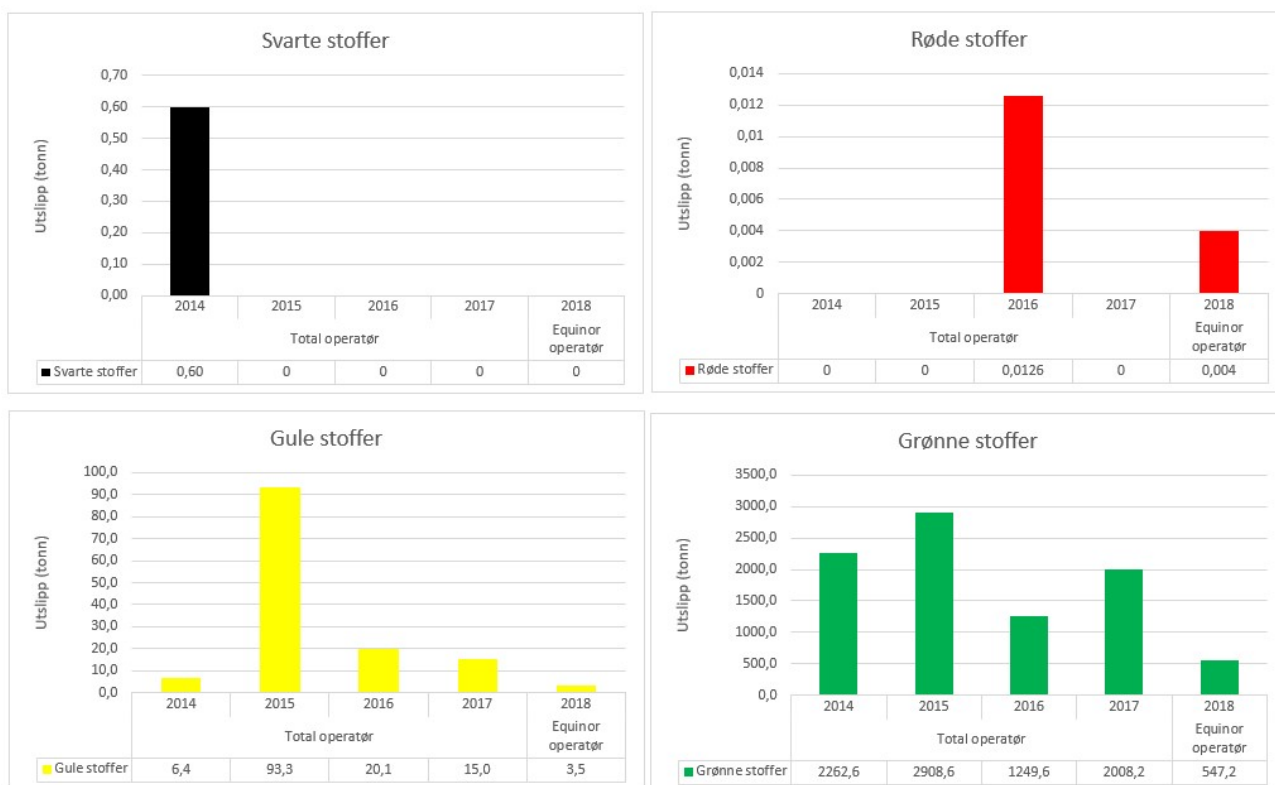 Svarte stoffer
Utslipp (tonn)
0,70
0,60
0,50
0,40
0,30
0,20
0,10
0,00
2014 2015 2016 2017 2018
Total operatør Equinor operatør
Svarte stoffer 0,60 0 0 0 0
Røde stoffer
Utslipp (tonn)
0,014
0,012
0,01
0,008
0,006
0,004
0,002
0
2014 2015 2016 2017 2018
Total operatør Equinor operatør
Røde stoffer 0 0 0,0126 0 0,004
Gule stoffer
Utslipp (tonn)
100,0
90,0
80,0
70,0
60,0
50,0
40,0
30,0
20,0
10,0
0,0
2014 2015 2016 2017 2018
Total operatør Equinor operatør
Gule stoffer 6,4 93,3 20,1 15,0 3,5
Grønne stoffer
Utslipp (tonn)
3500,0
3000,0
2500,0
2000,0
1500,0
1000,0
500,0
0,0
2014 2015 2016 2017 2018
Total operatør Equinor operatør
Grønne stoffer 2262,6 2908,6 1249,6 2008,2 547,2